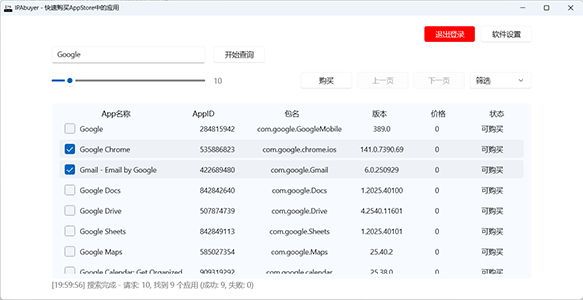 IPAbuyer - 快速购买AppStore中的应用
退出登录 软件设置
Google 开始查询
10 购买 上一页 下一页 筛选
App名称 AppID 包名 版本 价格 状态
Google 284815942 com.google.GoogleMobile 389.0 0 可购买
Google Chrome 535886823 com.google.chrome.ios 141.0.7390.69 0 可购买
Gmail - Email by Google 422689480 com.google.Gmail 6.0.250929 0 可购买
Google Docs 842842640 com.google.Docs 1.2025.40100 0 可购买
Google Drive 507874739 com.google.Drive 4.2540.11601 0 可购买
Google Sheets 842849113 com.google.Sheets 1.2025.40101 0 可购买
Google Maps 585027354 com.google.Maps 25.40.2 0 可购买
Google Calendar: Get Organized 909319292 com.google.calendar 25.38.0 0 可购买
[19:59:56] 搜索完成 - 请求: 10, 找到 9 个应用 (成功: 9, 失败: 0)